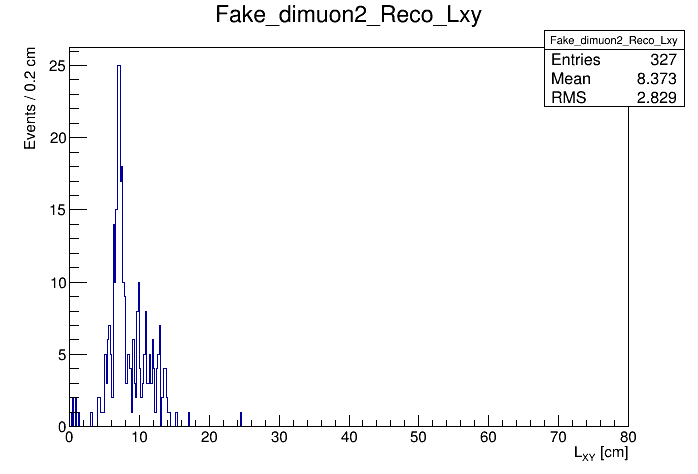 Fake_dimuon2_Reco_Lxy
Fake_dimuon2_Reco_Lxy
Entries 327
Mean 8.373
RMS 2.829
Events / 0.2 cm
25
20
15
10
5
0
0 10 20 30 40 50 60 70 80
L_XY [cm]